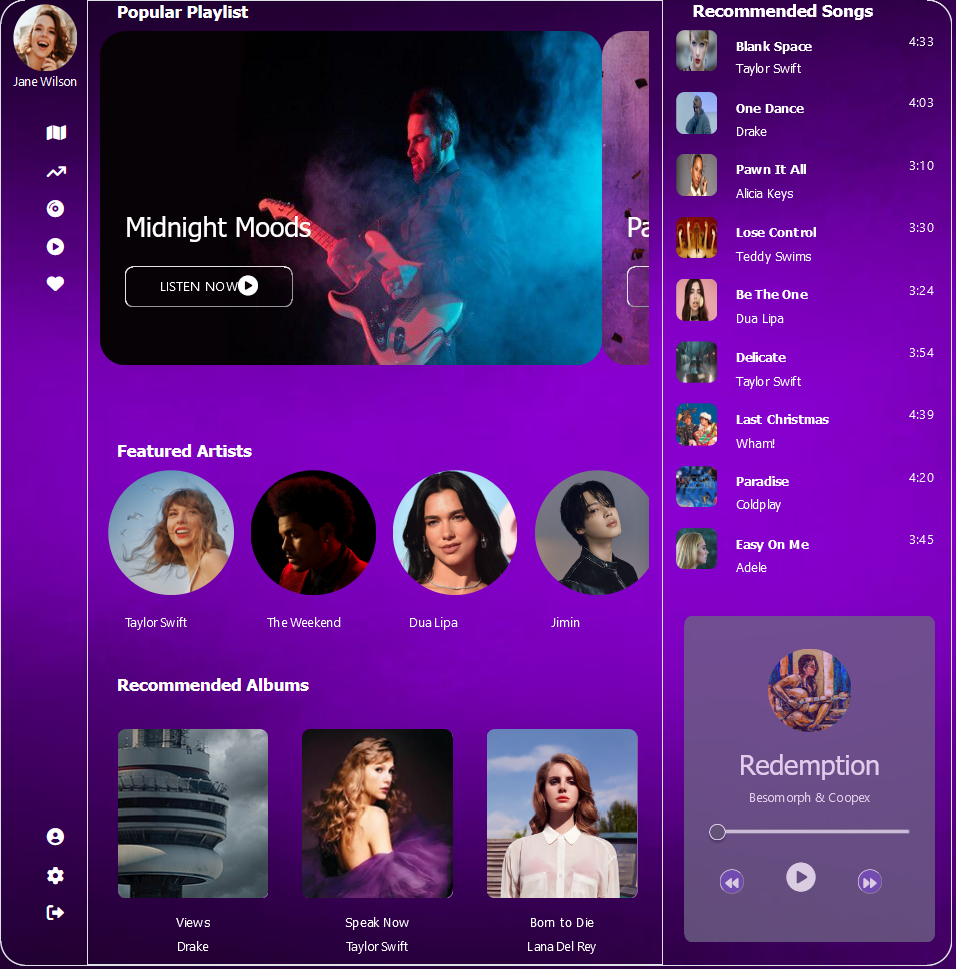 Jane Wilson
Popular Playlist
Midnight Moods
LISTEN NOW
Pa
Featured Artists
Taylor Swift
The Weekend
Dua Lipa
Jimin
Recommended Albums
Views
Drake
Speak Now
Taylor Swift
Born to Die
Lana Del Rey
Recommended Songs
Blank Space
4:33
Taylor Swift
One Dance
4:03
Drake
Pawn It All
3:10
Alicia Keys
Lose Control
3:30
Teddy Swims
Be The One
3:24
Dua Lipa
Delicate
3:54
Taylor Swift
Last Christmas
4:39
Wham!
Paradise
4:20
Coldplay
Easy On Me
3:45
Adele
Redemption
Besomorph & Coopex